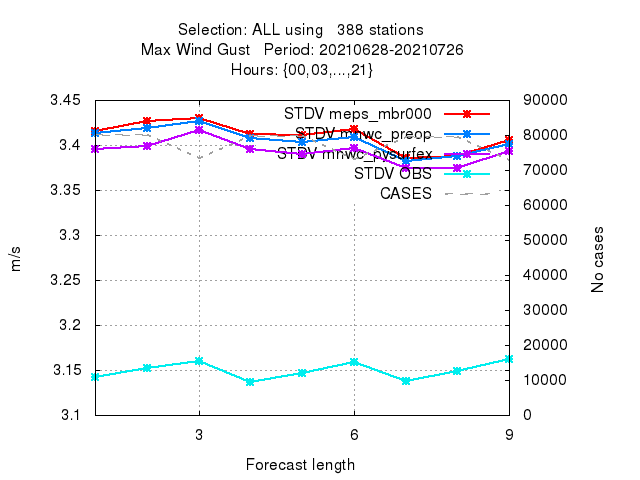 Selection: ALL using 388 stations
Max Wind Gust Period: 20210628-20210726
Hours: {00,03,...,21}
3.45
3.4
3.35
3.3
3.25
3.2
3.15
3.1
m/s
STDV meps_mbr000
STDV mnwc_preop
STDV mnwc_pysurfex
STDV OBS
CASES
90000
80000
70000
60000
50000
40000
30000
20000
10000
0
No cases
3 6 9
Forecast length